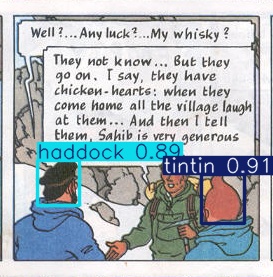 Well?...Any luck?...My whisky?
They not know... But they
go on. I say, they have
chicken-hearts: when they
come home all the village laugh
at them... And then I tell
them, Sahib is very generous
haddock 0.89
tintin 0.91